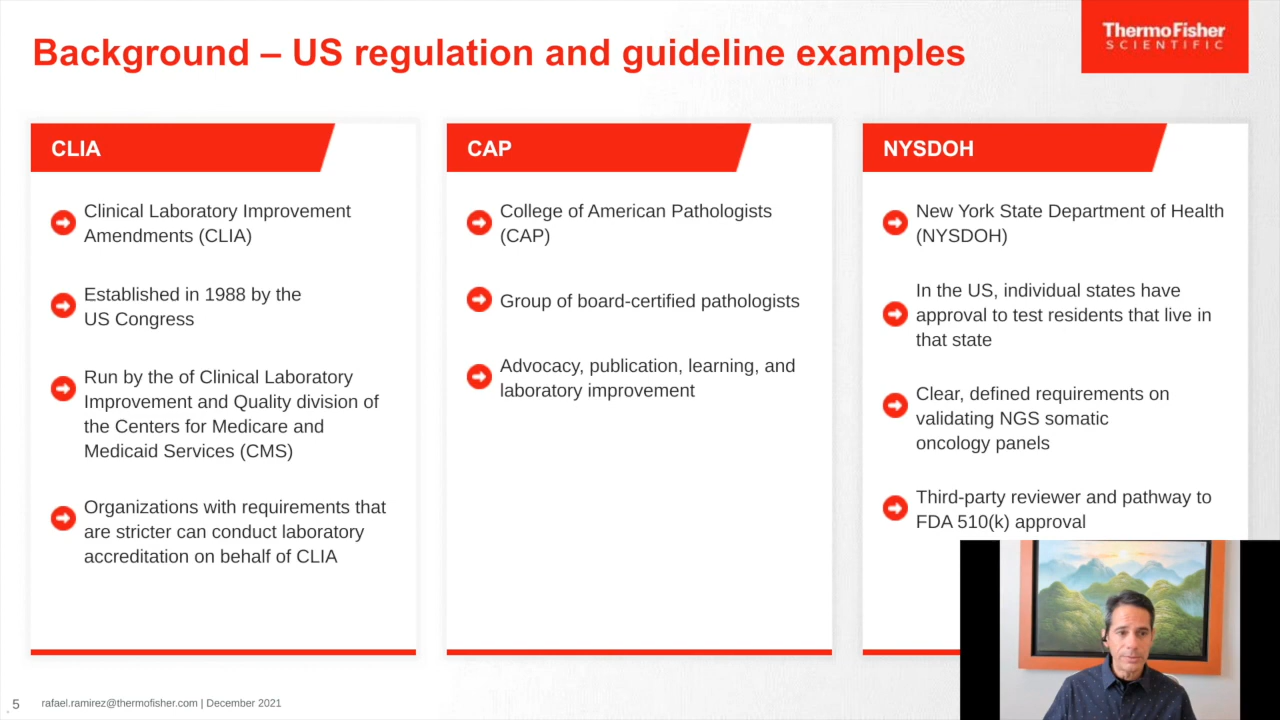 Background – US regulation and guideline examples
ThermoFisher
SCIENTIFIC
CLIA
Clinical Laboratory Improvement
Amendments (CLIA)
Established in 1988 by the
US Congress
Run by the of Clinical Laboratory
Improvement and Quality division of
the Centers for Medicare and
Medicaid Services (CMS)
Organizations with requirements that
are stricter can conduct laboratory
accreditation on behalf of CLIA
CAP
College of American Pathologists
(CAP)
Group of board-certified pathologists
Advocacy, publication, learning, and
laboratory improvement
NYSDOH
New York State Department of Health
(NYSDOH)
In the US, individual states have
approval to test residents that live in
that state
Clear, defined requirements on
validating NGS somatic
oncology panels
Third-party reviewer and pathway to
FDA 510(k) approval
5
rafael.ramirez@thermofisher.com | December 2021